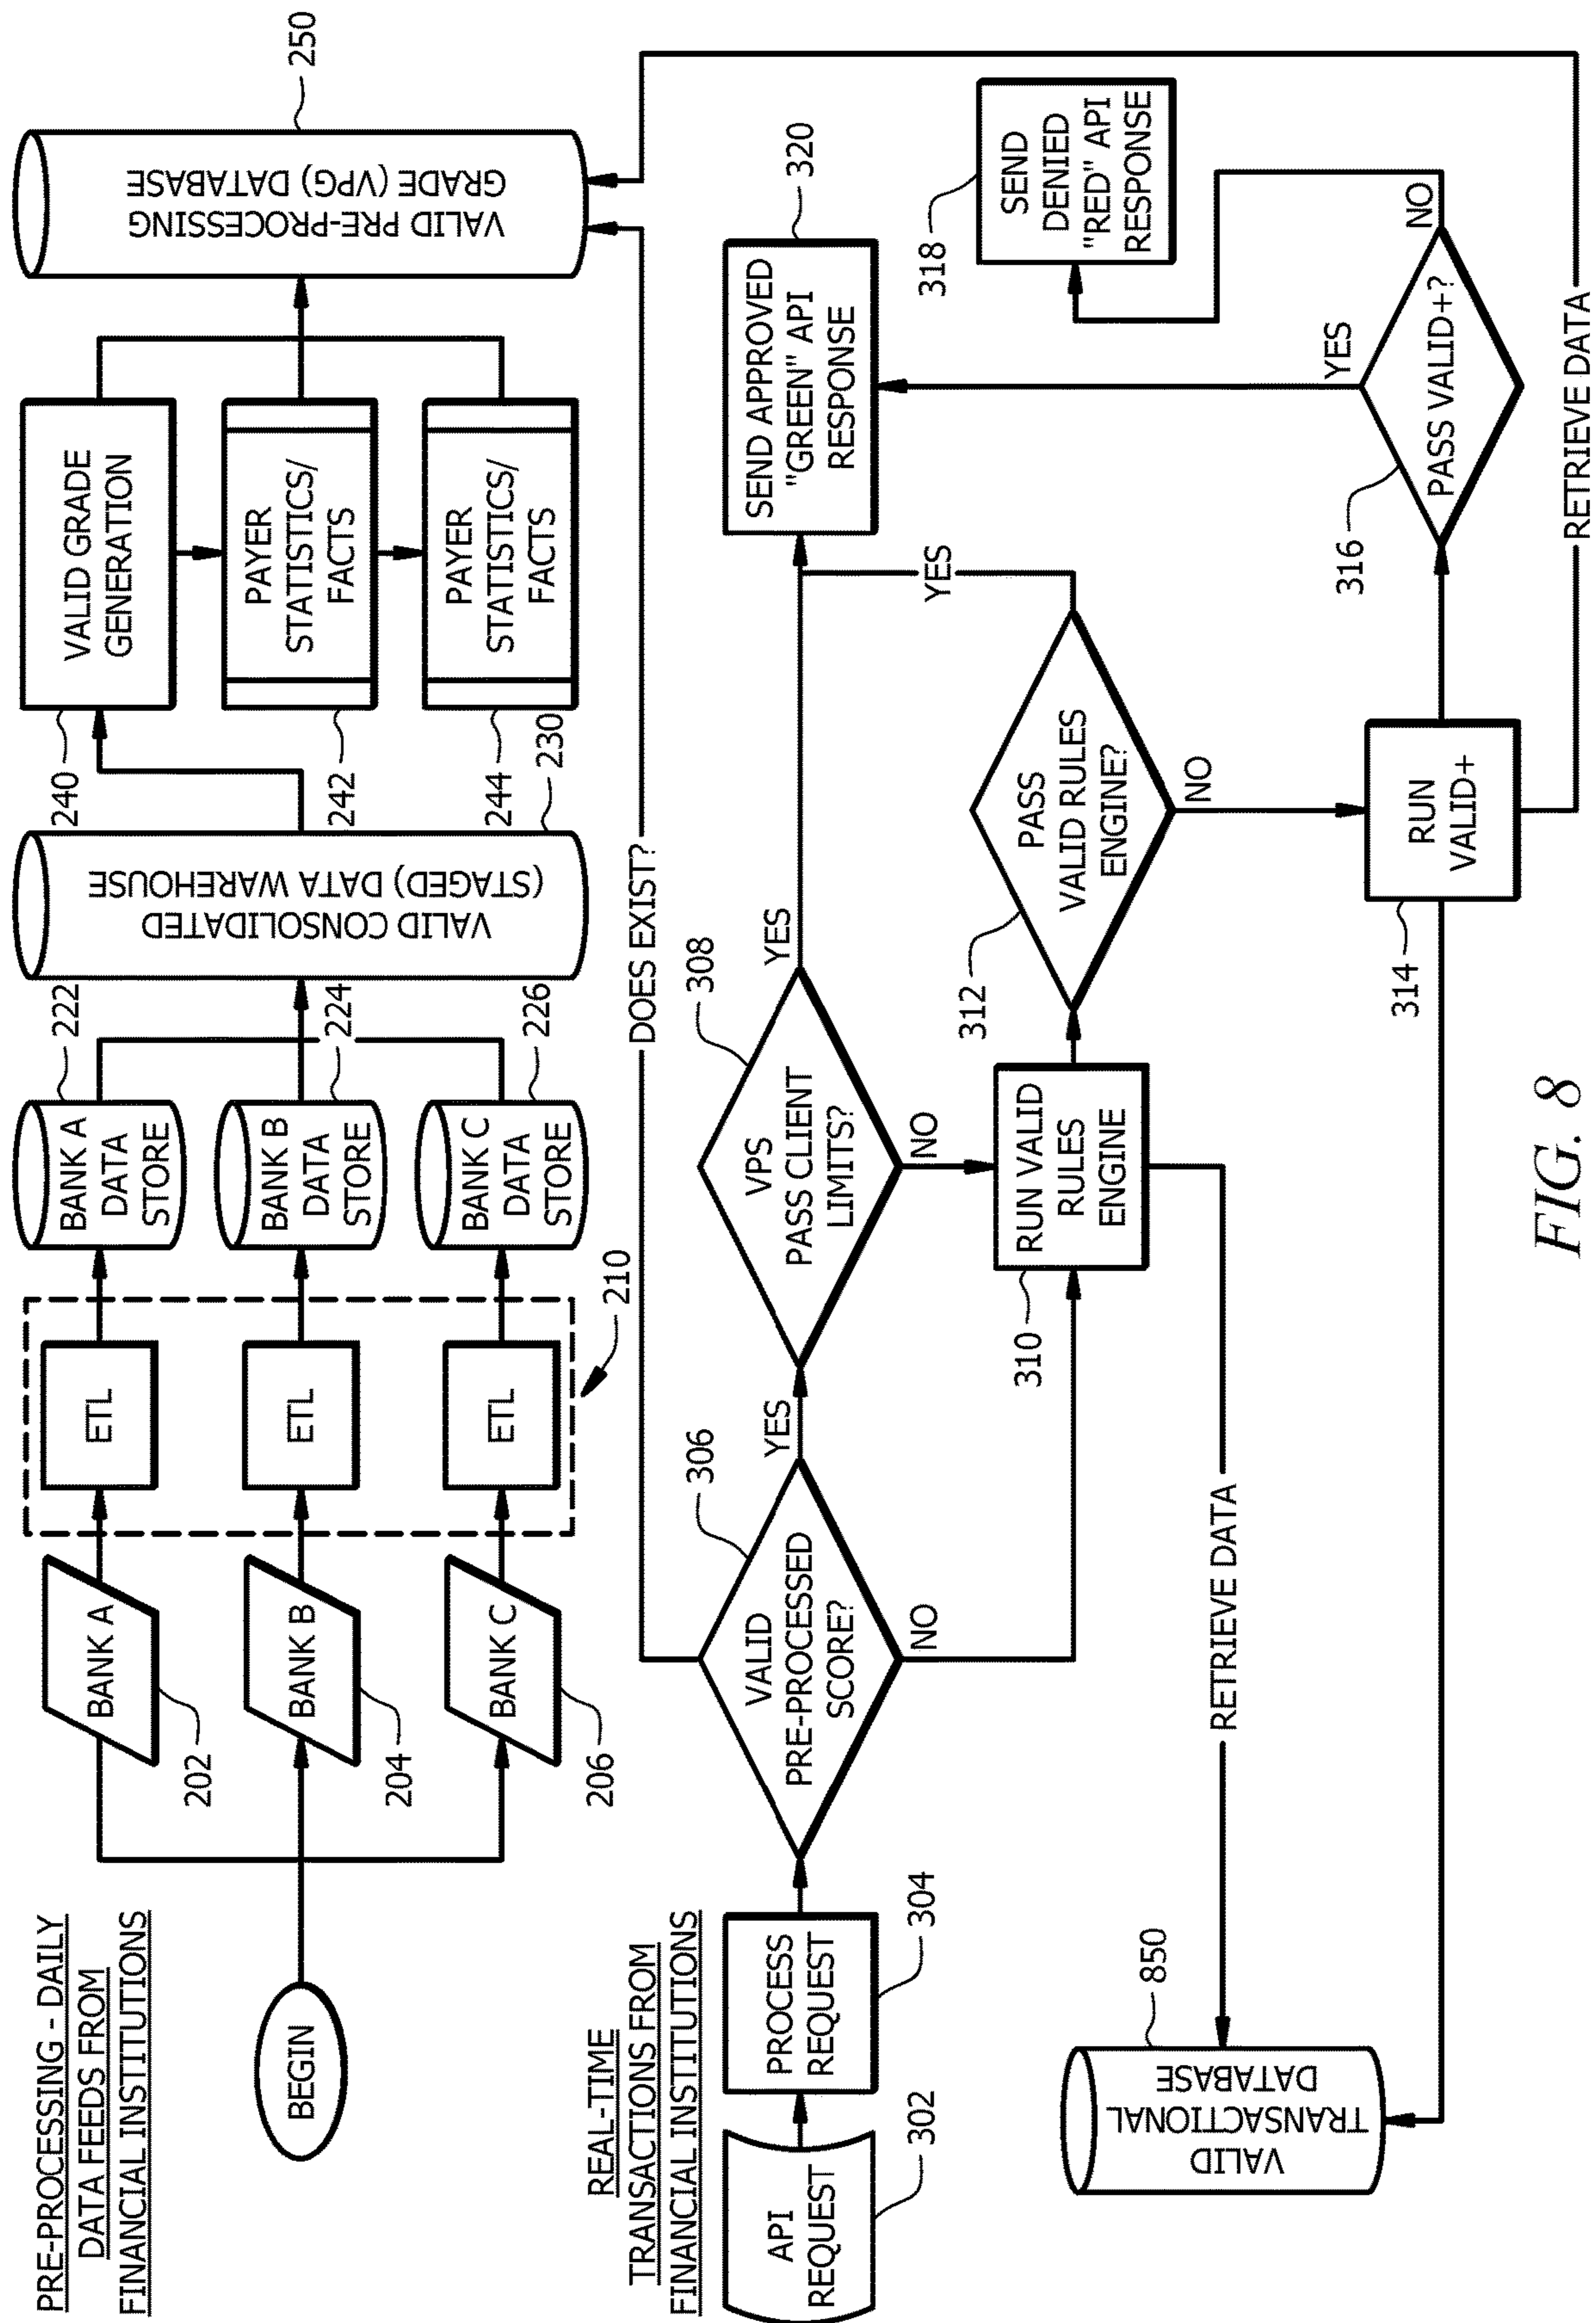 PRE-PROCESSING - DAILY
DATA FEEDS FROM
FINANCIAL INSTITUTIONS
BEGIN
BANK A
202
BANK B
204
BANK C
206
ETL
ETL
ETL
210
BANK A
DATA
STORE
222
BANK B
DATA
STORE
224
BANK C
DATA
STORE
226
VALID CONSOLIDATED
(STAGED) DATA WAREHOUSE
230
VALID GRADE
GENERATION
240
PAYER
STATISTICS/
FACTS
242
PAYER
STATISTICS/
FACTS
244
VALID PRE-PROCESSING
GRADE (VPG) DATABASE
250
DOES EXIST?
REAL-TIME
TRANSACTIONS FROM
FINANCIAL INSTITUTIONS
API
REQUEST
302
PROCESS
REQUEST
304
VALID
PRE-PROCESSED
SCORE?
306
YES
NO
VPS
PASS CLIENT
LIMITS?
308
YES
NO
RUN VALID
RULES
ENGINE
310
PASS
VALID RULES
ENGINE?
312
YES
NO
SEND APPROVED
"GREEN" API
RESPONSE
320
SEND
DENIED
"RED" API
RESPONSE
318
RUN
VALID+
314
PASS VALID+?
316
YES
NO
RETRIEVE DATA
RETRIEVE DATA
VALID
TRANSACTIONAL
DATABASE
850
FIG. 8